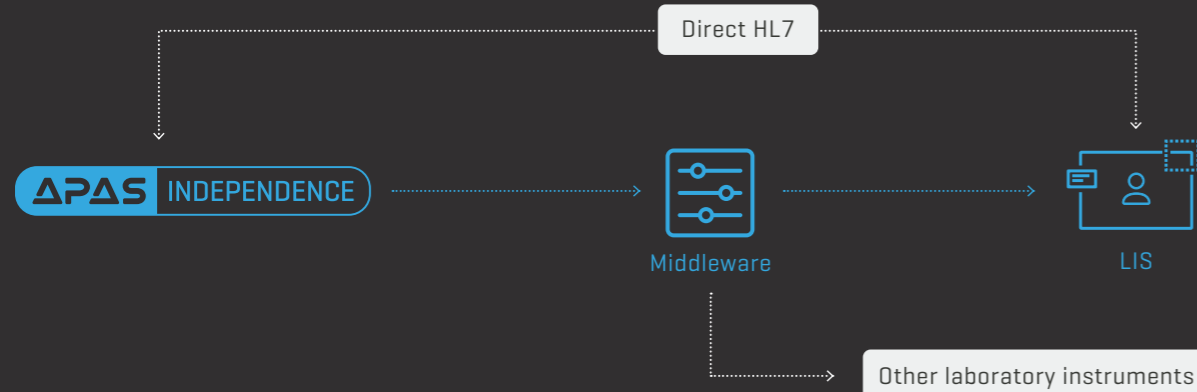 Direct HL7
APAS INDEPENDENCE
Middleware
LIS
Other laboratory instruments